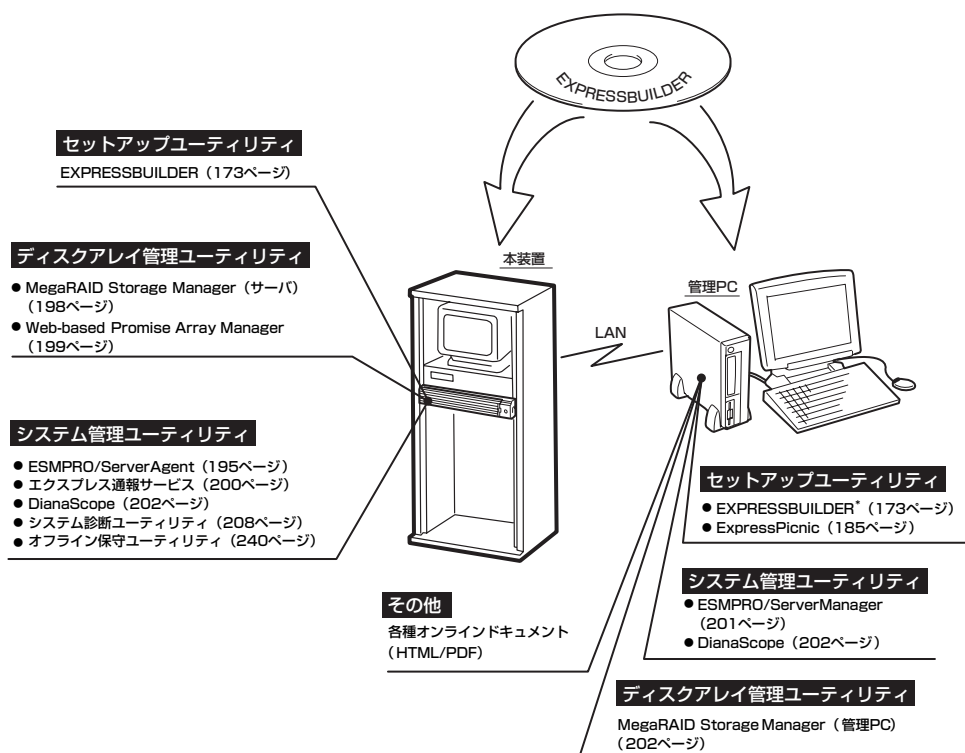 EXPRESSBUILDER
セットアップユーティリティ
EXPRESSBUILDER（173ページ）
ディスクアレイ管理ユーティリティ
● MegaRAID Storage Manager（サーバ）
（198ページ）
● Web-based Promise Array Manager
（199ページ）
システム管理ユーティリティ
● ESMPRO/ServerAgent（195ページ）
● エクスプレス通報サービス（200ページ）
● DianaScope（202ページ）
● システム診断ユーティリティ（208ページ）
● オフライン保守ユーティリティ（240ページ）
本装置
LAN
管理PC
セットアップユーティリティ
● EXPRESSBUILDER*（173ページ）
● ExpressPicnic（185ページ）
システム管理ユーティリティ
● ESMPRO/ServerManager
（201ページ）
● DianaScope（202ページ）
その他
各種オンラインドキュメント
（HTML/PDF）
ディスクアレイ管理ユーティリティ
MegaRAID Storage Manager（管理PC）
（202ページ）